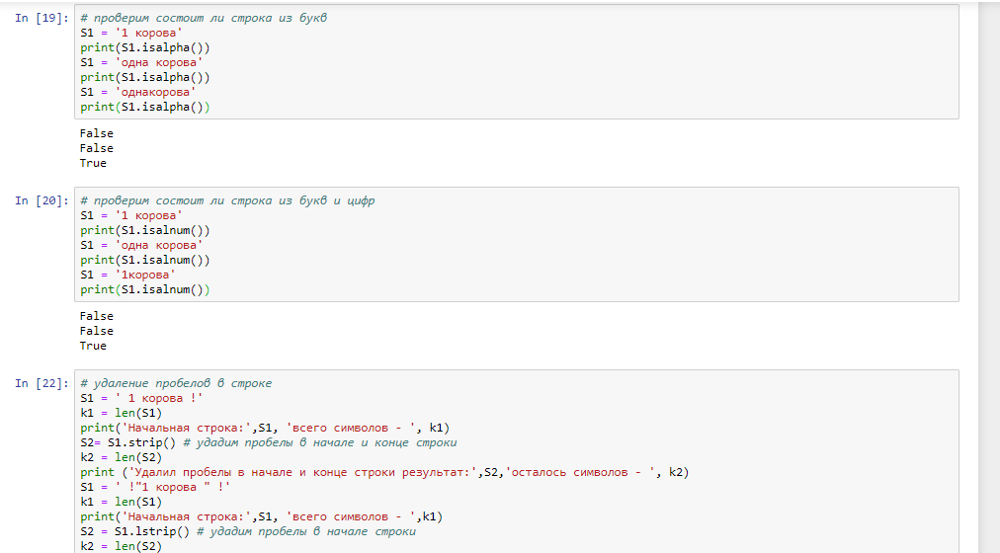 In [19]: # проверим состоит ли строка из букв
S1 = '1 корова'
print(S1.isalpha())
S1 = 'одна корова'
print(S1.isalpha())
S1 = 'однакорова'
print(S1.isalpha())
False
False
True
In [20]: # проверим состоит ли строка из букв и цифр
S1 = '1 корова'
print(S1.isalnum())
S1 = 'одна корова'
print(S1.isalnum())
S1 = '1корова'
print(S1.isalnum())
False
False
True
In [22]: # удаление пробелов в строке
S1 = ' 1 корова !'
k1 = len(S1)
print('Начальная строка:',S1, 'всего символов - ', k1)
S2= S1.strip() # удадим пробелы в начале и конце строки
k2 = len(S2)
print ('Удалил пробелы в начале и конце строки результат:',S2,'осталось символов - ', k2)
S1 = ' !"1 корова " !'
k1 = len(S1)
print('Начальная строка:',S1, 'всего символов - ',k1)
S2 = S1.lstrip() # удадим пробелы в начале строки
k2 = len(S2)